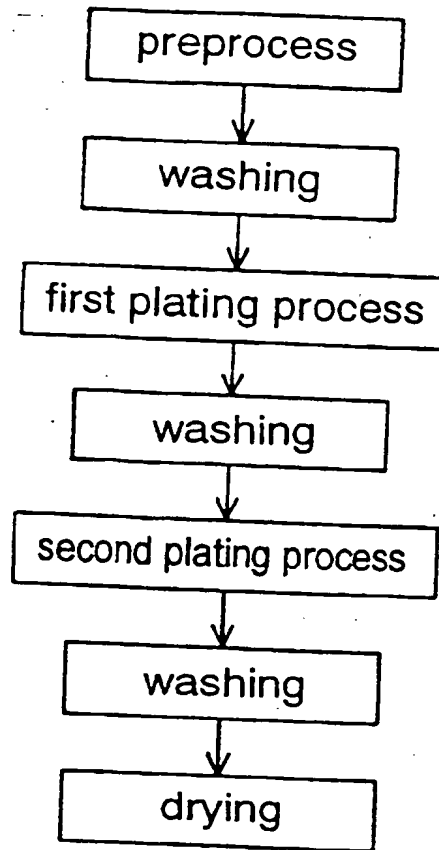 preprocess
washing
first plating process
washing
second plating process
washing
drying